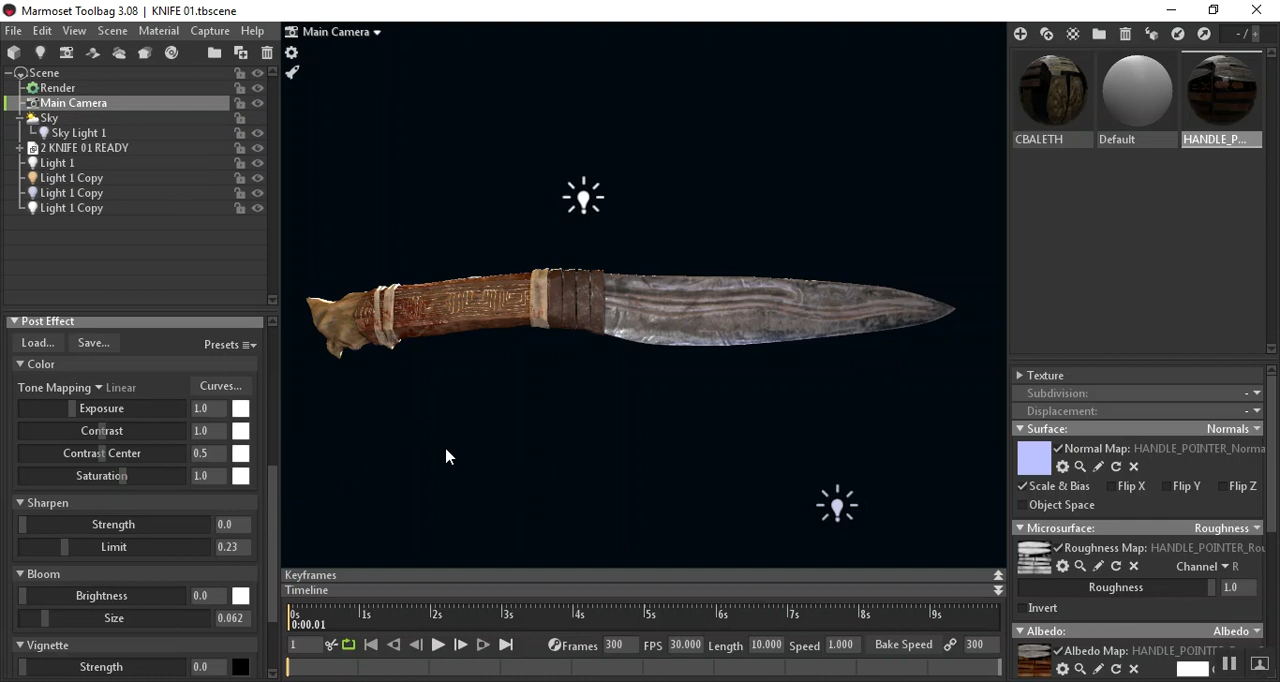 Marmoset Toolbag 3.08 | KNIFE 01.tbscene
File Edit View Scene Material Capture Help
Main Camera
- / +
Scene
Render
Main Camera
Sky
Sky Light 1
2 KNIFE 01 READY
Light 1
Light 1 Copy
Light 1 Copy
Light 1 Copy
CBALETH Default HANDLE_P...
Post Effect
Load... Save... Presets
Color
Tone Mapping Linear Curves...
Exposure 1.0
Contrast 1.0
Contrast Center 0.5
Saturation 1.0
Sharpen
Strength 0.0
Limit 0.23
Bloom
Brightness 0.0
Size 0.062
Vignette
Strength 0.0
Texture
Subdivision: -
Displacement: -
Surface: Normals
Normal Map: HANDLE_POINTER_Norma
Scale & Bias Flip X Flip Y Flip Z
Object Space
Microsurface: Roughness
Roughness Map: HANDLE_POINTER_Rou
Channel R
Roughness 1.0
Invert
Albedo: Albedo
Albedo Map: HANDLE_POINT
Keyframes
Timeline
0s 1s 2s 3s 4s 5s 6s 7s 8s 9s
0:00.01
1 Frames 300 FPS 30.000 Length 10.000 Speed 1.000 Bake Speed 300